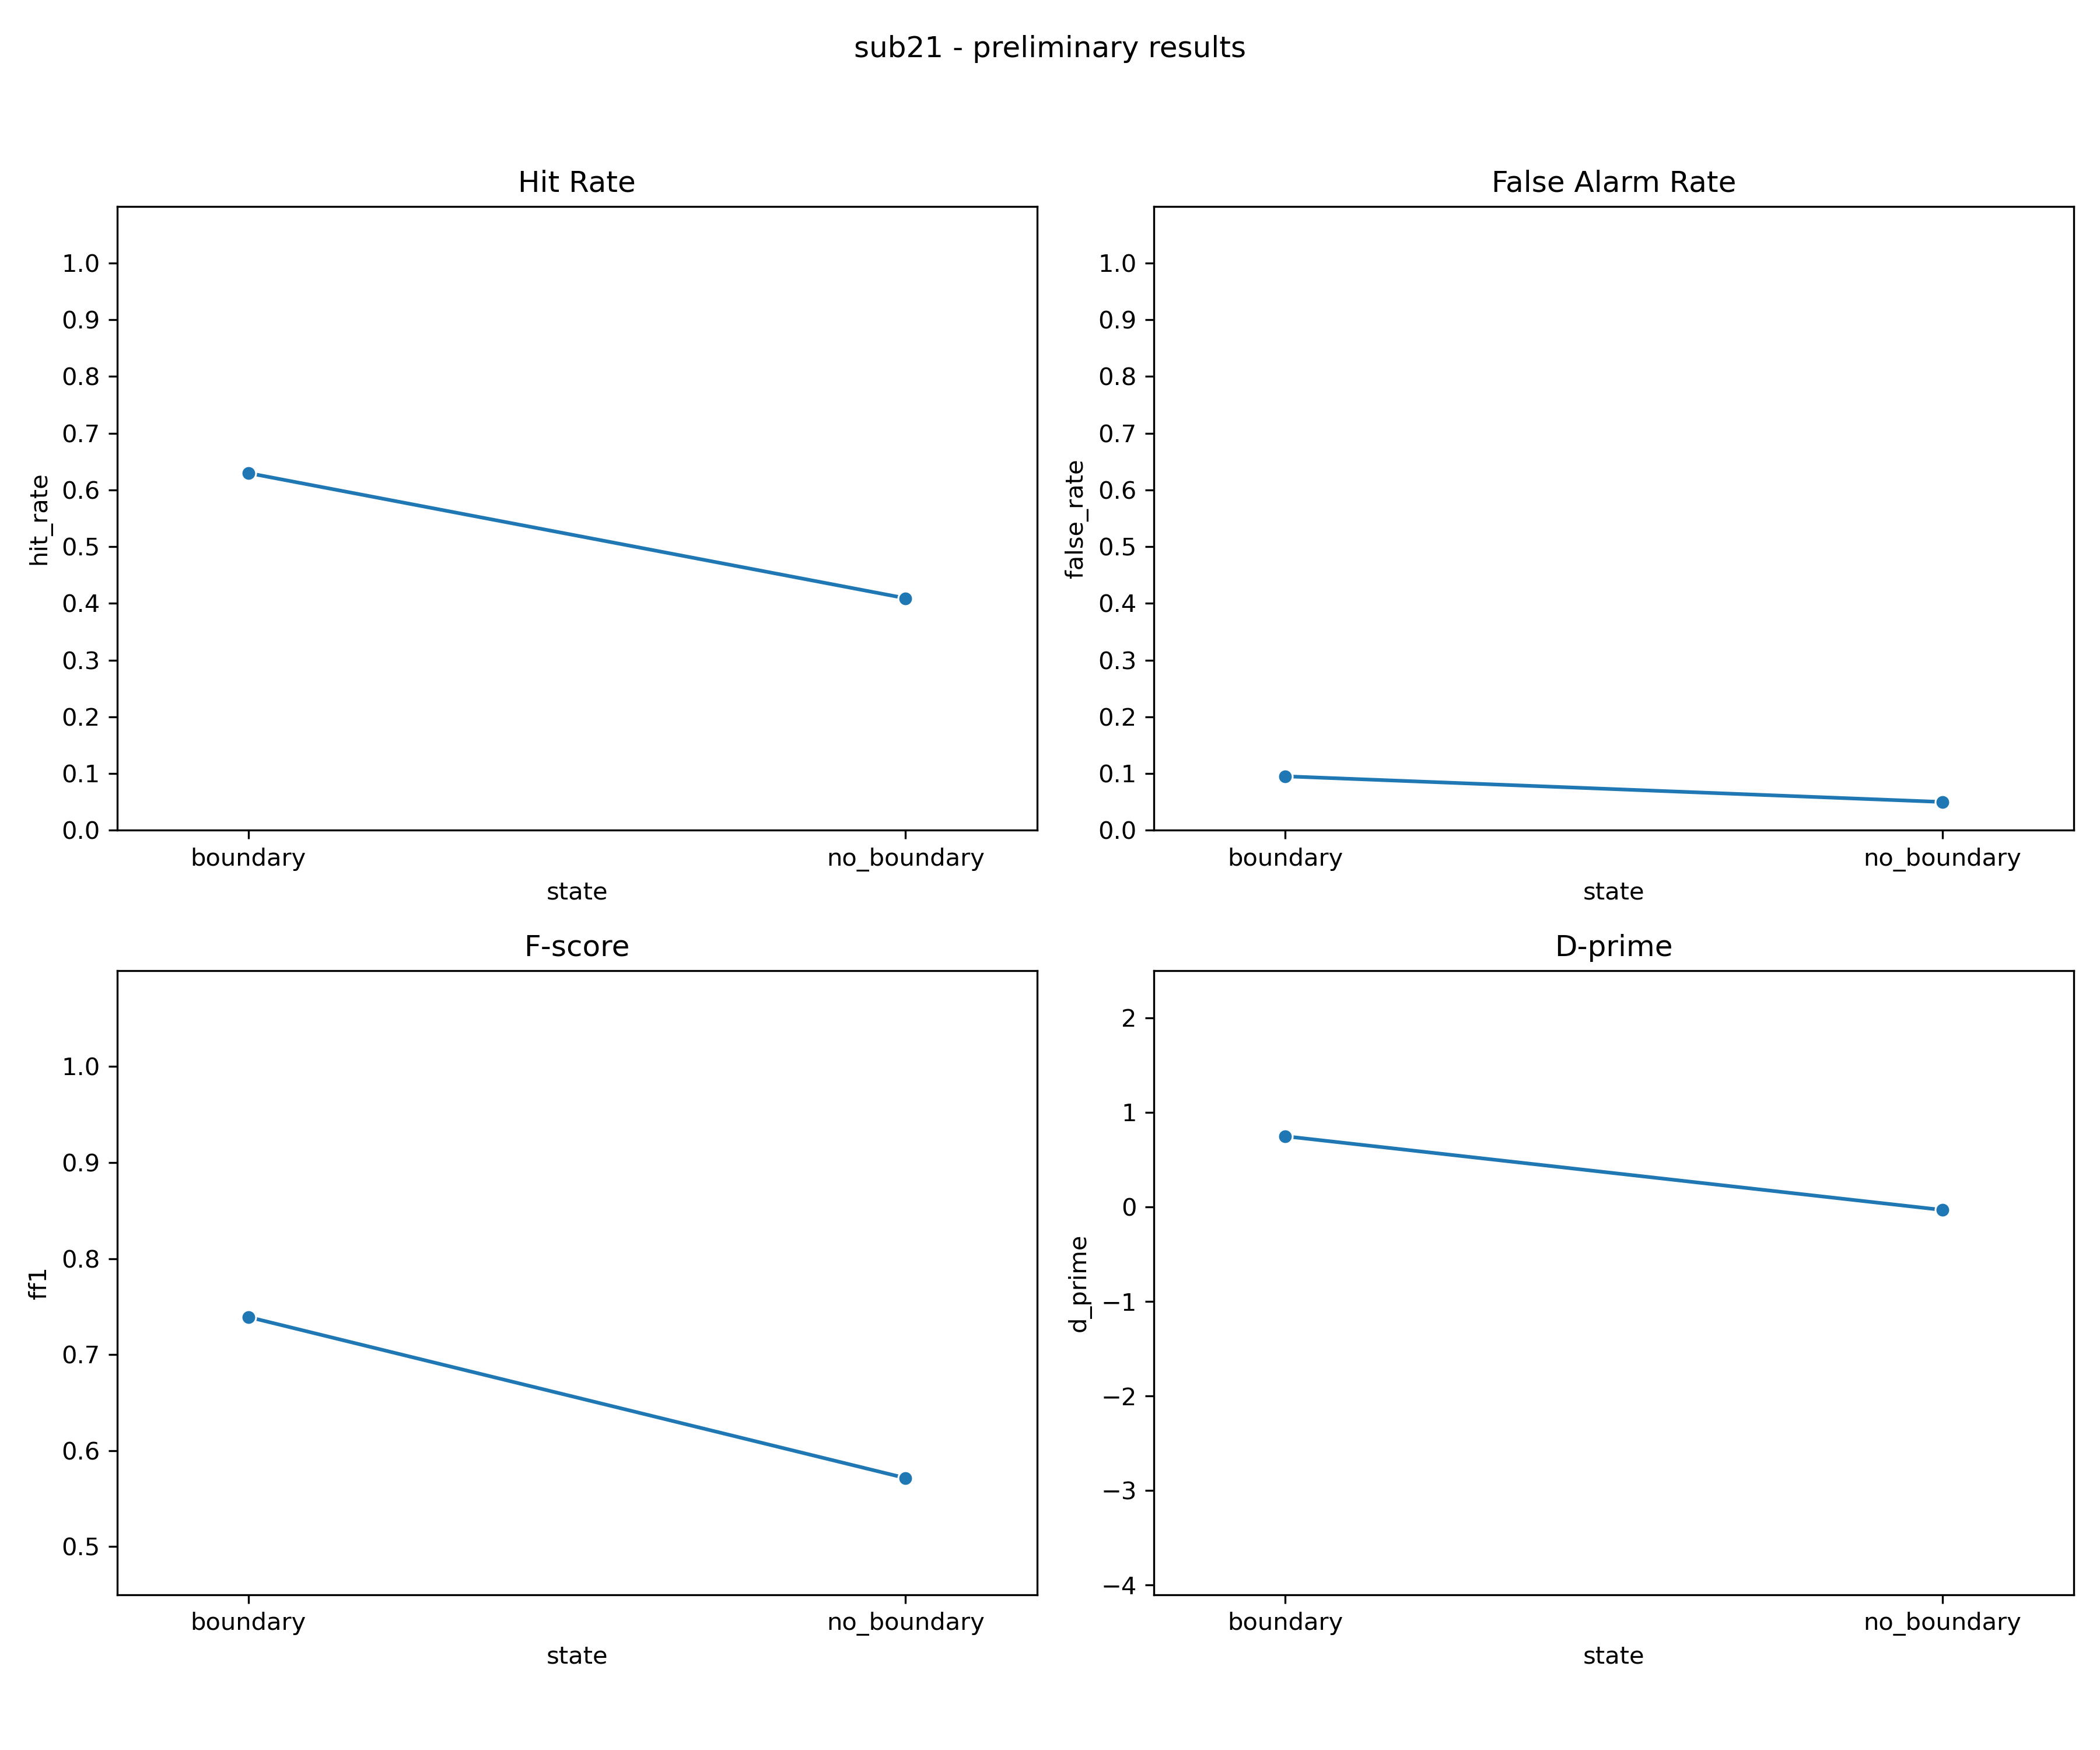 sub21 - preliminary results
Hit Rate
1.0
0.9
0.8
0.7
0.6
0.5
0.4
0.3
0.2
0.1
0.0
hit_rate
boundary
no_boundary
state
False Alarm Rate
1.0
0.9
0.8
0.7
0.6
0.5
0.4
0.3
0.2
0.1
0.0
false_rate
boundary
no_boundary
state
F-score
1.0
0.9
0.8
0.7
0.6
0.5
ff1
boundary
no_boundary
state
D-prime
2
1
0
−1
−2
−3
−4
d_prime
boundary
no_boundary
state